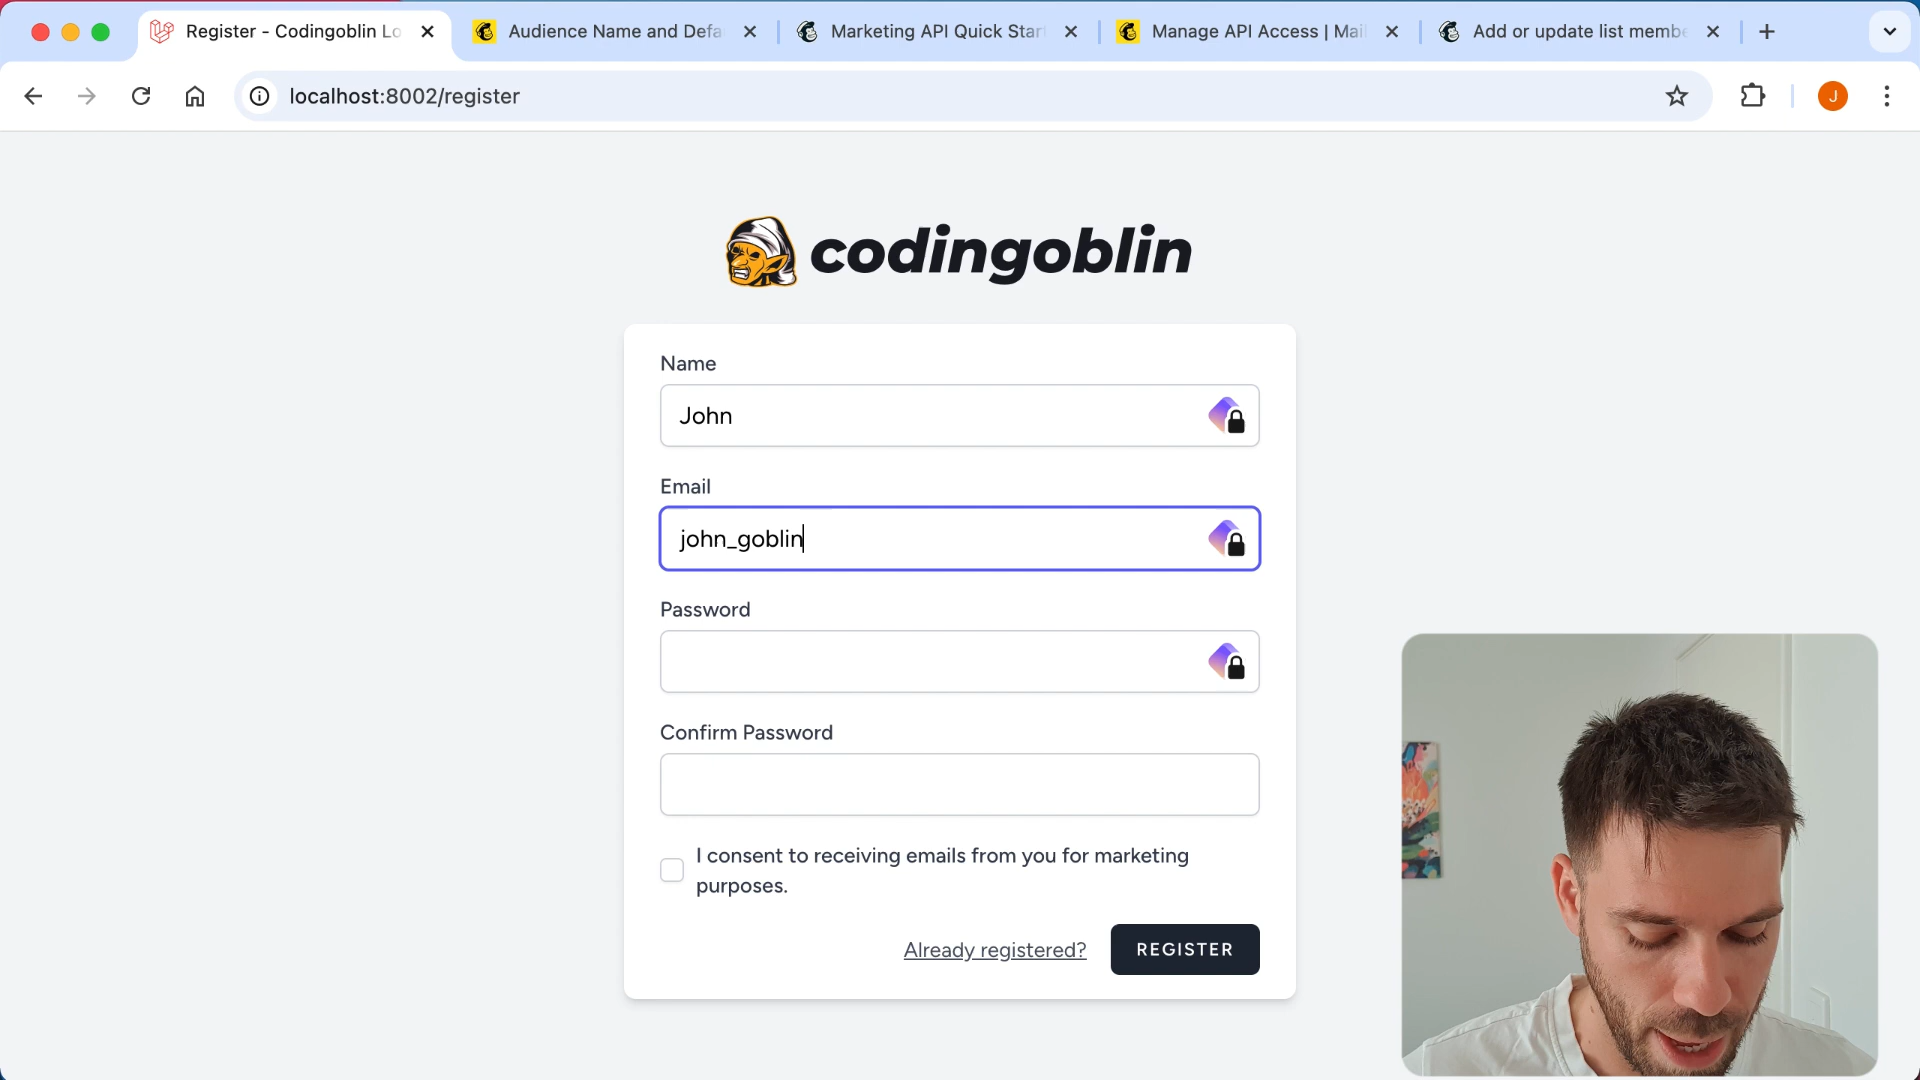 Register - Codingoblin Lo
Audience Name and Defa
Marketing API Quick Star
Manage API Access | Mai
Add or update list membe
localhost:8002/register
J
codingoblin
Name
John
Email
john_goblin
Password
Confirm Password
I consent to receiving emails from you for marketing
purposes.
Already registered?
REGISTER